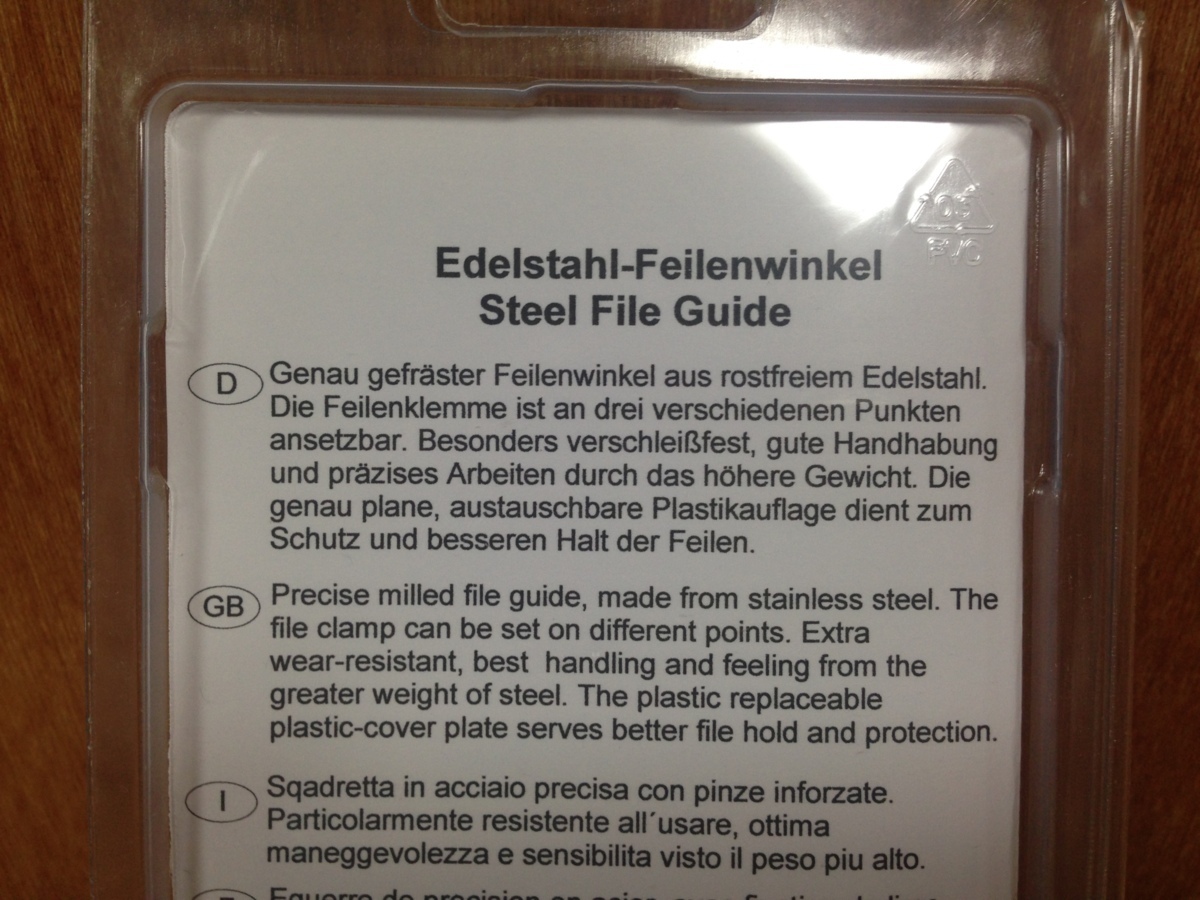 Edelstahl-Feilenwinkel
Steel File Guide
D
Genau gefräster Feilenwinkel aus rostfreiem Edelstahl.
Die Feilenklemme ist an drei verschiedenen Punkten
ansetzbar. Besonders verschleißfest, gute Handhabung
und präzises Arbeiten durch das höhere Gewicht. Die
genau plane, austauschbare Plastikauflage dient zum
Schutz und besseren Halt der Feilen.
GB
Precise milled file guide, made from stainless steel. The
file clamp can be set on different points. Extra
wear-resistant, best handling and feeling from the
greater weight of steel. The plastic replaceable
plastic-cover plate serves better file hold and protection.
I
Sqadretta in acciaio precisa con pinze inforzate.
Particolarmente resistente all´usare, ottima
maneggevolezza e sensibilita visto il peso piu alto.
PVC